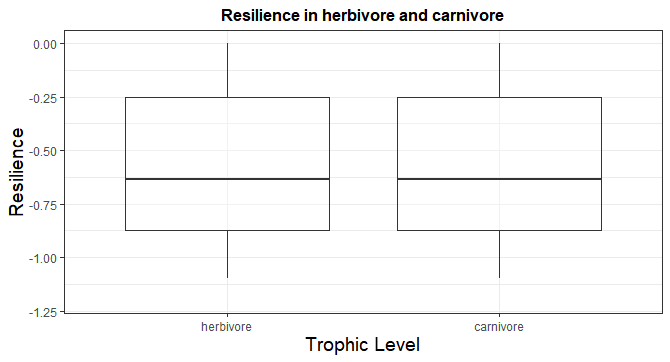 Resilience in herbivore and carnivore
0.00
-0.25
-0.50
-0.75
-1.00
-1.25
Resilience
herbivore
carnivore
Trophic Level